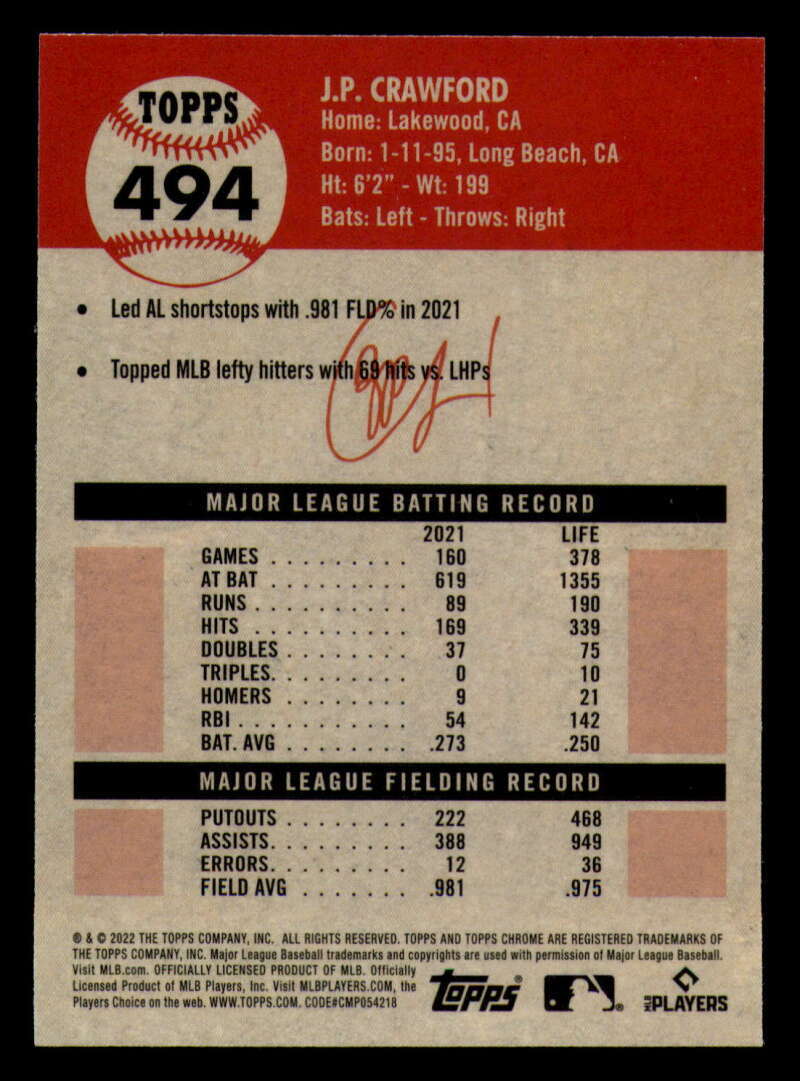 TOPPS
494
J.P. CRAWFORD
Home: Lakewood, CA
Born: 1-11-95, Long Beach, CA
Ht: 6'2" - Wt: 199
Bats: Left - Throws: Right
• Led AL shortstops with .981 FLD% in 2021
• Topped MLB lefty hitters with 69 hits vs. LHPs
MAJOR LEAGUE BATTING RECORD
2021 LIFE
GAMES . . . . . . . . . 160 378
AT BAT . . . . . . . . . 619 1355
RUNS . . . . . . . . . . 89 190
HITS . . . . . . . . . . 169 339
DOUBLES . . . . . . . . 37 75
TRIPLES. . . . . . . . . 0 10
HOMERS . . . . . . . . 9 21
RBI . . . . . . . . . . . 54 142
BAT. AVG . . . . . . . . .273 .250
MAJOR LEAGUE FIELDING RECORD
PUTOUTS . . . . . . . . 222 468
ASSISTS. . . . . . . . . 388 949
ERRORS. . . . . . . . . 12 36
FIELD AVG . . . . . . . .981 .975
® & © 2022 THE TOPPS COMPANY, INC. ALL RIGHTS RESERVED. TOPPS AND TOPPS CHROME ARE REGISTERED TRADEMARKS OF
THE TOPPS COMPANY, INC. Major League Baseball trademarks and copyrights are used with permission of Major League Baseball.
Visit MLB.com. OFFICIALLY LICENSED PRODUCT OF MLB. Officially
Licensed Product of MLB Players, Inc. Visit MLBPLAYERS.COM, the
Players Choice on the web. WWW.TOPPS.COM. CODE#CMP054218
Topps®
MLB PLAYERS